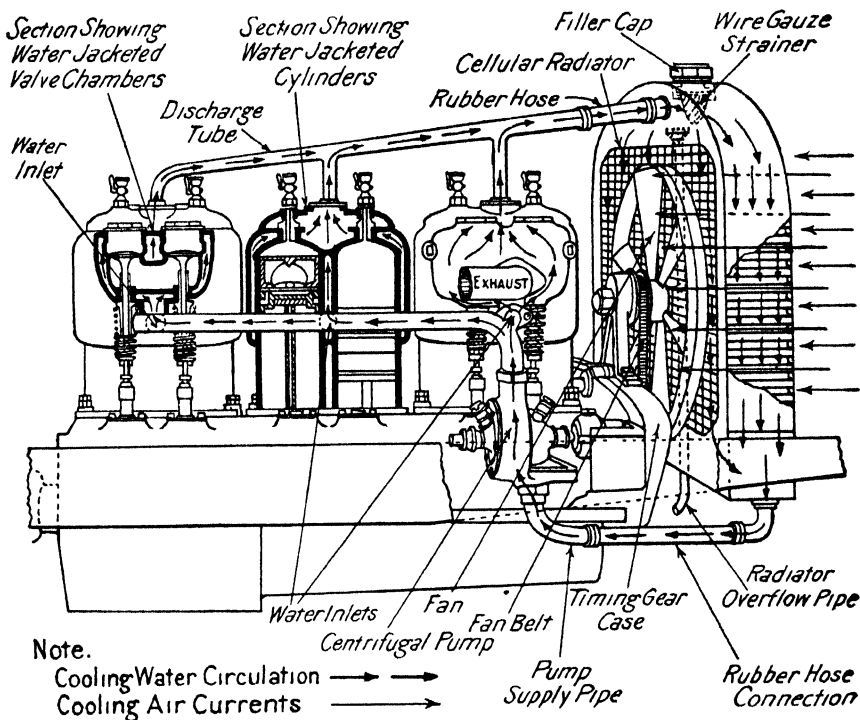 Section Showing
Water Jacketed
Valve Chambers
Section Showing
Water Jacketed
Cylinders
Filler Cap
Wire Gauze
Strainer
Cellular Radiator
Rubber Hose
Discharge
Tube
Water
Inlet
EXHAUST
Water Inlets
Centrifugal Pump
Fan
Fan Belt
Timing Gear
Case
Radiator
Overflow Pipe
Pump
Supply Pipe
Rubber Hose
Connection
Note.
Cooling Water Circulation
Cooling Air Currents